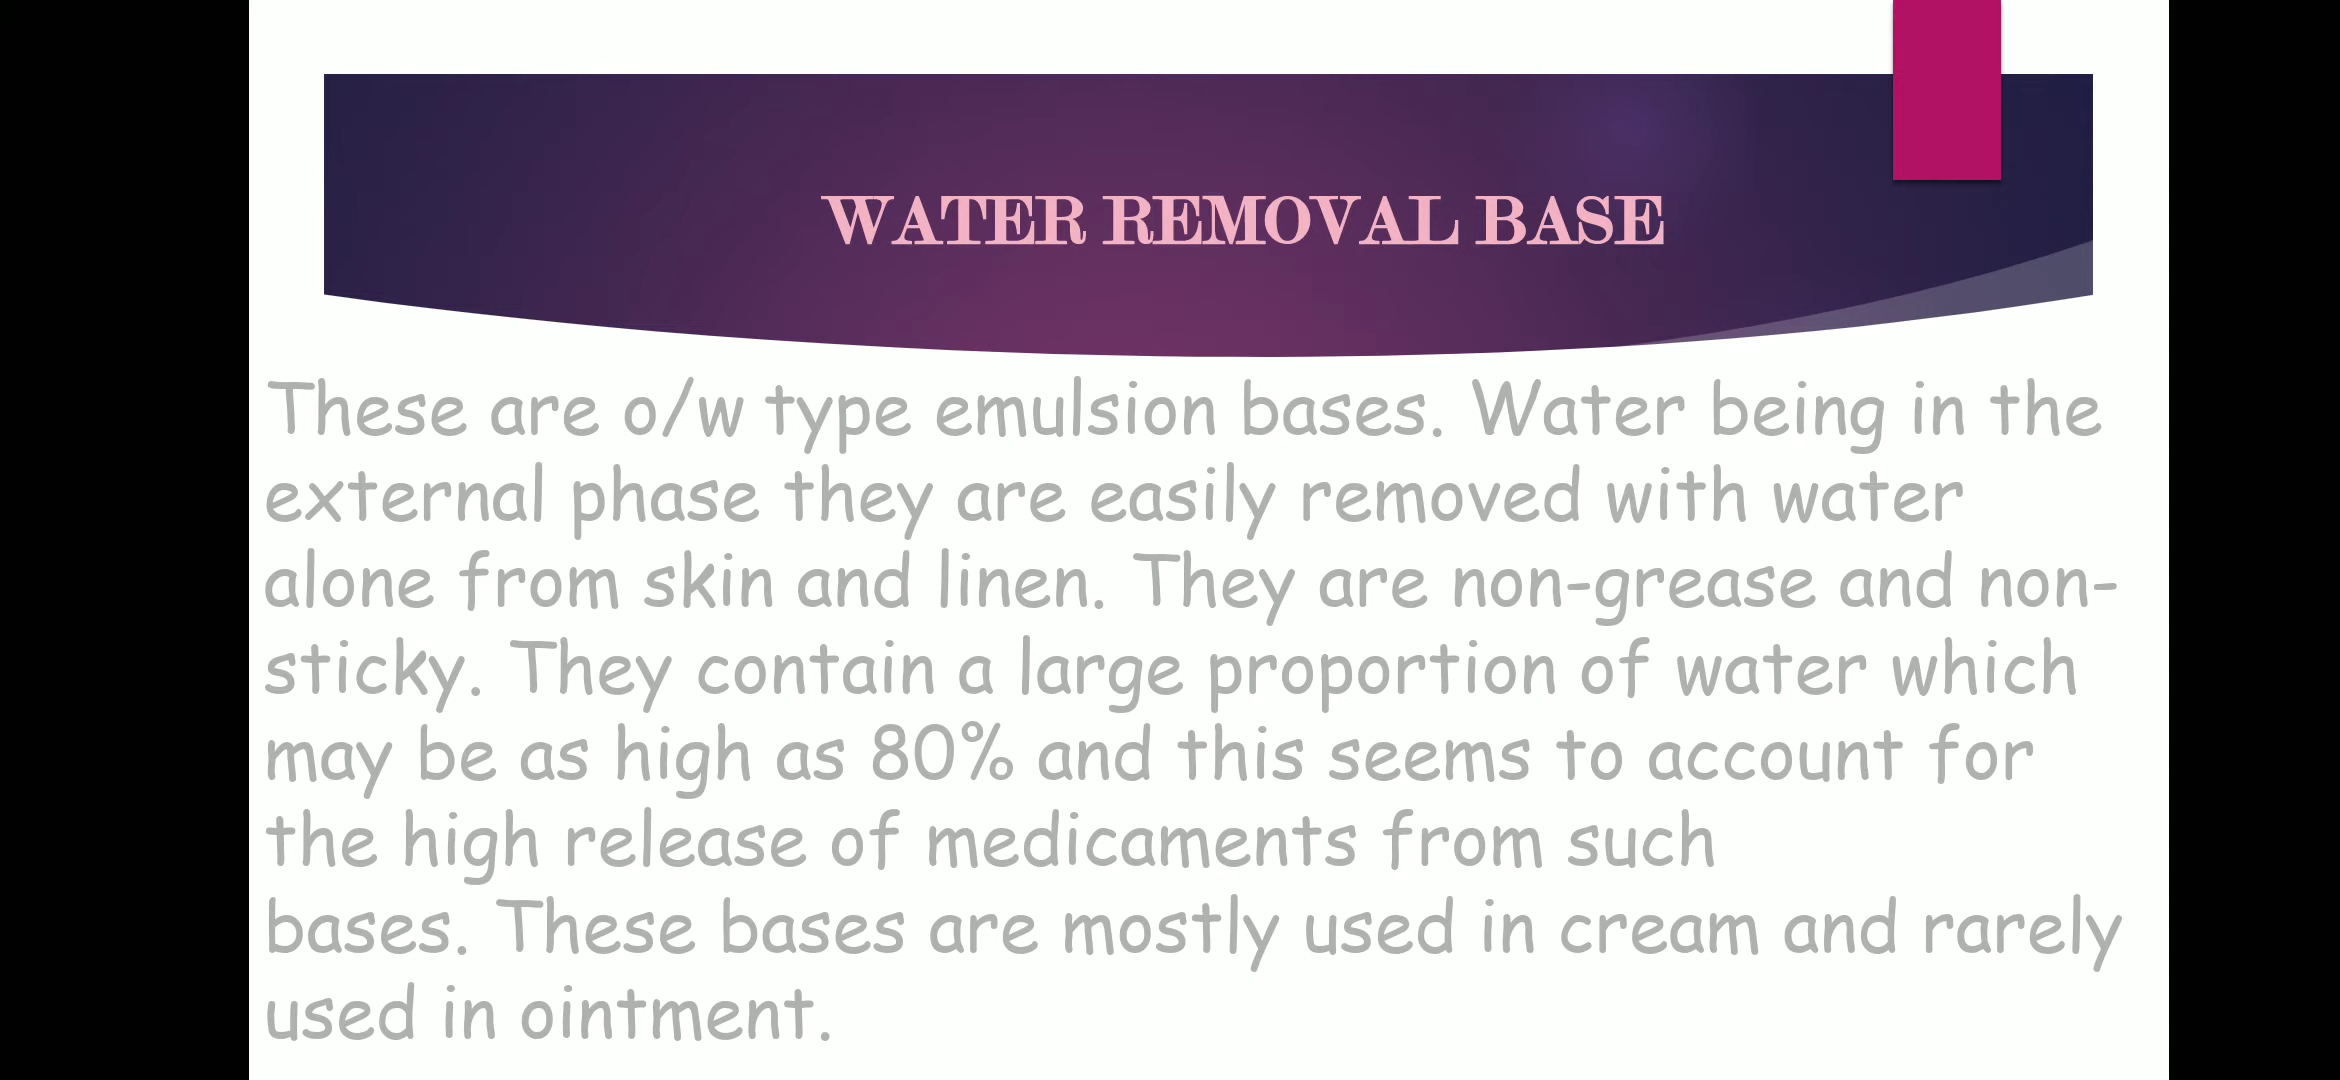 WATER REMOVAL BASE
These are o/w type emulsion bases. Water being in the
external phase they are easily removed with water
alone from skin and linen. They are non-grease and non-
sticky. They contain a large proportion of water which
may be as high as 80% and this seems to account for
the high release of medicaments from such
bases. These bases are mostly used in cream and rarely
used in ointment.